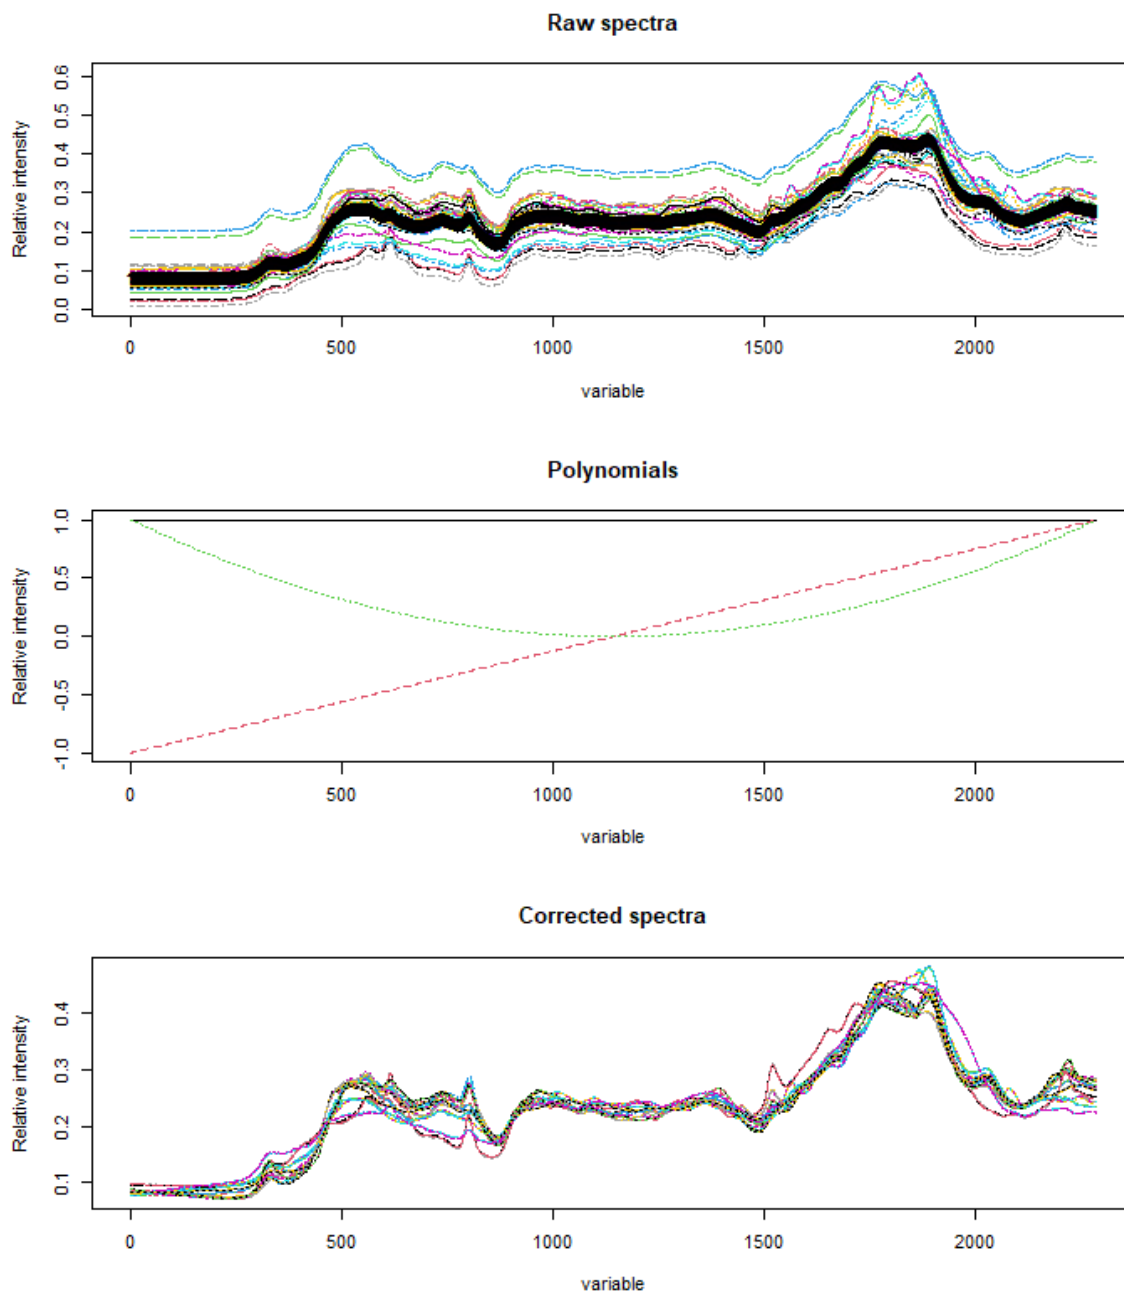 Raw spectra
Relative intensity
0.6
0.5
0.4
0.3
0.2
0.1
0.0
0 500 1000 1500 2000
variable
Polynomials
Relative intensity
1.0
0.5
0.0
-0.5
-1.0
0 500 1000 1500 2000
variable
Corrected spectra
Relative intensity
0.4
0.3
0.2
0.1
0 500 1000 1500 2000
variable